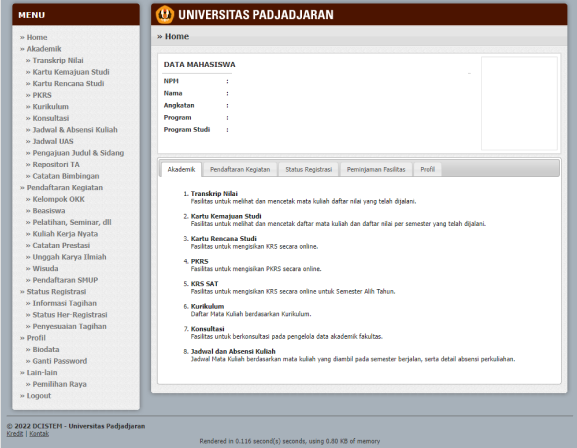 MENU
» Home
» Akademik
» Transkrip Nilai
» Kartu Kemajuan Studi
» Kartu Rencana Studi
» PKRS
» Kurikulum
» Konsultasi
» Jadwal & Absensi Kuliah
» Jadwal UAS
» Pengajuan Judul & Sidang
» Repositori TA
» Catatan Bimbingan
» Pendaftaran Kegiatan
» Kelompok OKK
» Beasiswa
» Pelatihan, Seminar, dll
» Kuliah Kerja Nyata
» Catatan Prestasi
» Unggah Karya Ilmiah
» Wisuda
» Pendaftaran SMUP
» Status Registrasi
» Informasi Tagihan
» Status Her-Registrasi
» Penyesuaian Tagihan
» Profil
» Biodata
» Ganti Password
» Lain-lain
» Pemilihan Raya
» Logout
UNIVERSITAS PADJADJARAN
» Home
DATA MAHASISWA
NPM :
Nama :
Angkatan :
Program :
Program Studi :
Akademik Pendaftaran Kegiatan Status Registrasi Peminjaman Fasilitas Profil
1. Transkrip Nilai
Fasilitas untuk melihat dan mencetak mata kuliah daftar nilai yang telah dijalani.
2. Kartu Kemajuan Studi
Fasilitas untuk melihat dan mencetak daftar mata kuliah dan daftar nilai per semester yang telah dijalani.
3. Kartu Rencana Studi
Fasilitas untuk mengisikan KRS secara online.
4. PKRS
Fasilitas untuk mengisikan PKRS secara online.
5. KRS SAT
Fasilitas untuk mengisikan KRS secara online untuk Semester Alih Tahun.
6. Kurikulum
Daftar Mata Kuliah berdasarkan Kurikulum.
7. Konsultasi
Fasilitas untuk berkonsultasi pada pengelola data akademik fakultas.
8. Jadwal dan Absensi Kuliah
Jadwal Mata Kuliah berdasarkan mata kuliah yang diambil pada semester berjalan, serta detail absensi perkuliahan.
© 2022 DCISTEM - Universitas Padjadjaran
Kredit | Kontak
Rendered in 0.116 second(s) seconds, using 0.80 KB of memory